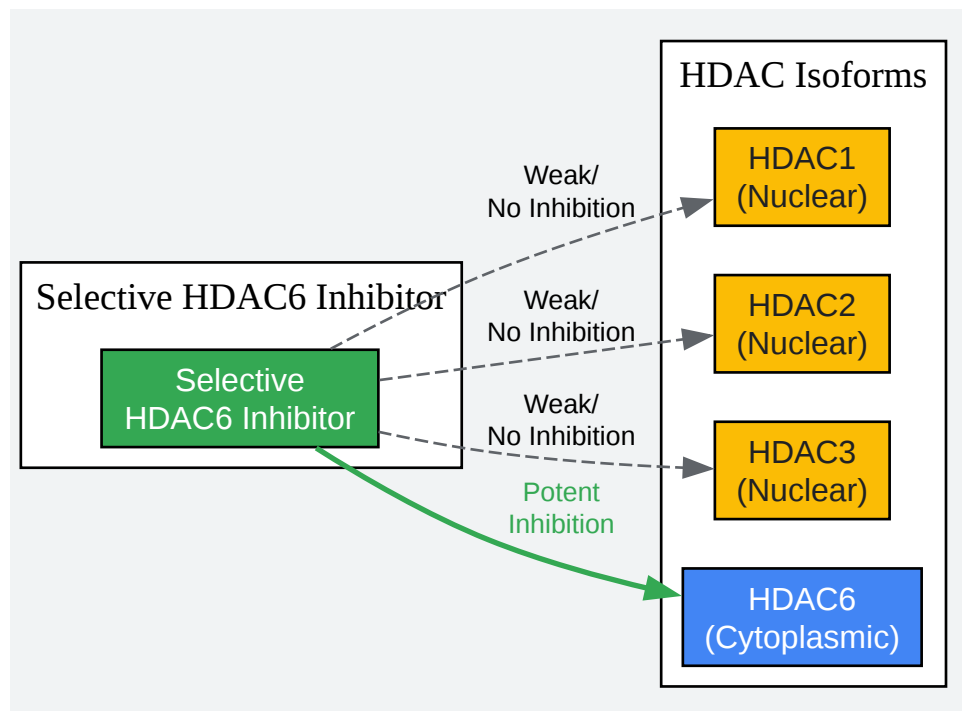 HDAC Isoforms
HDAC1
(Nuclear)
Weak/
No Inhibition
Selective HDAC6 Inhibitor
HDAC2
(Nuclear)
Weak/
No Inhibition
Selective
HDAC6 Inhibitor
Weak/
No Inhibition
HDAC3
(Nuclear)
Potent
Inhibition
HDAC6
(Cytoplasmic)